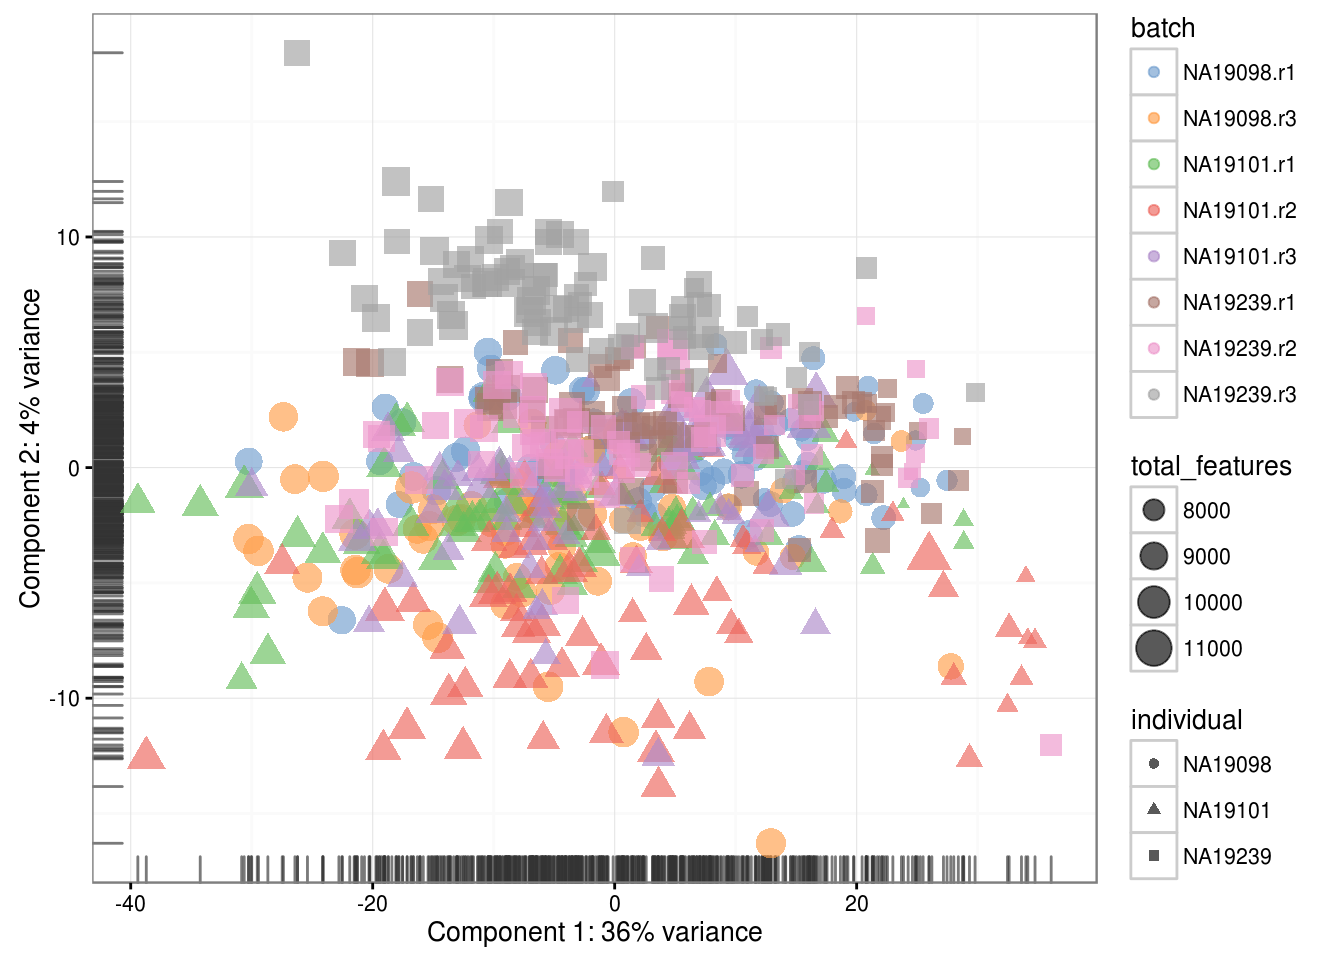 batch
NA19098.r1
NA19098.r3
NA19101.r1
NA19101.r2
NA19101.r3
NA19239.r1
NA19239.r2
NA19239.r3
total_features
8000
9000
10000
11000
individual
NA19098
NA19101
NA19239
Component 2: 4% variance
10
0
-10
-40
-20
0
20
Component 1: 36% variance